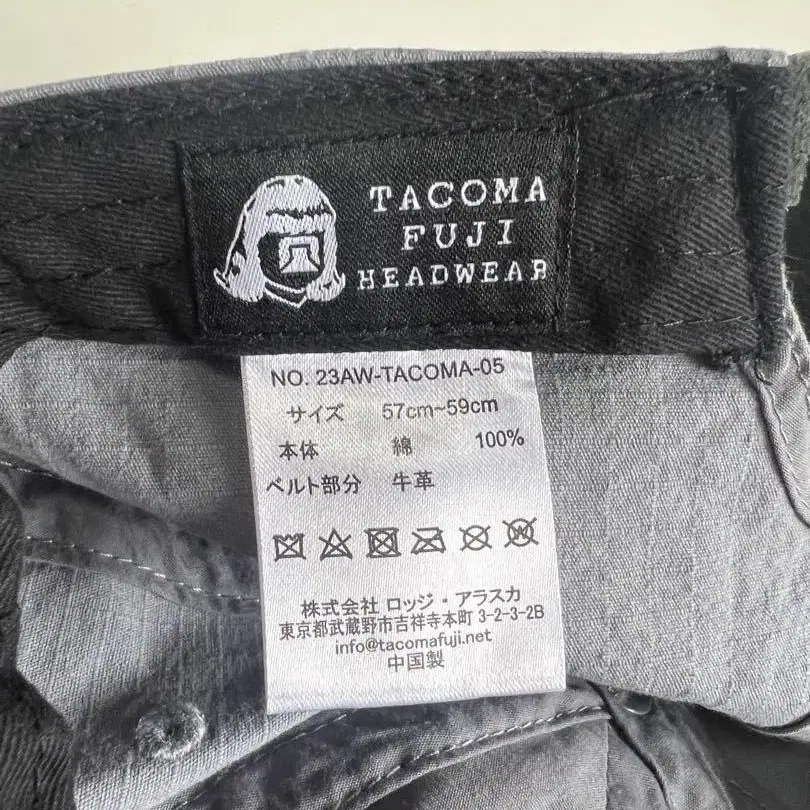 TACOMA
FUJI
HEADWEAR
NO. 23AW-TACOMA-05
サイズ 57cm~59cm
本体 綿 100%
ベルト部分 牛革
株式会社 ロッジ・アラスカ
東京都武蔵野市吉祥寺本町 3-2-3-2B
info@tacomafuji.net
中国製